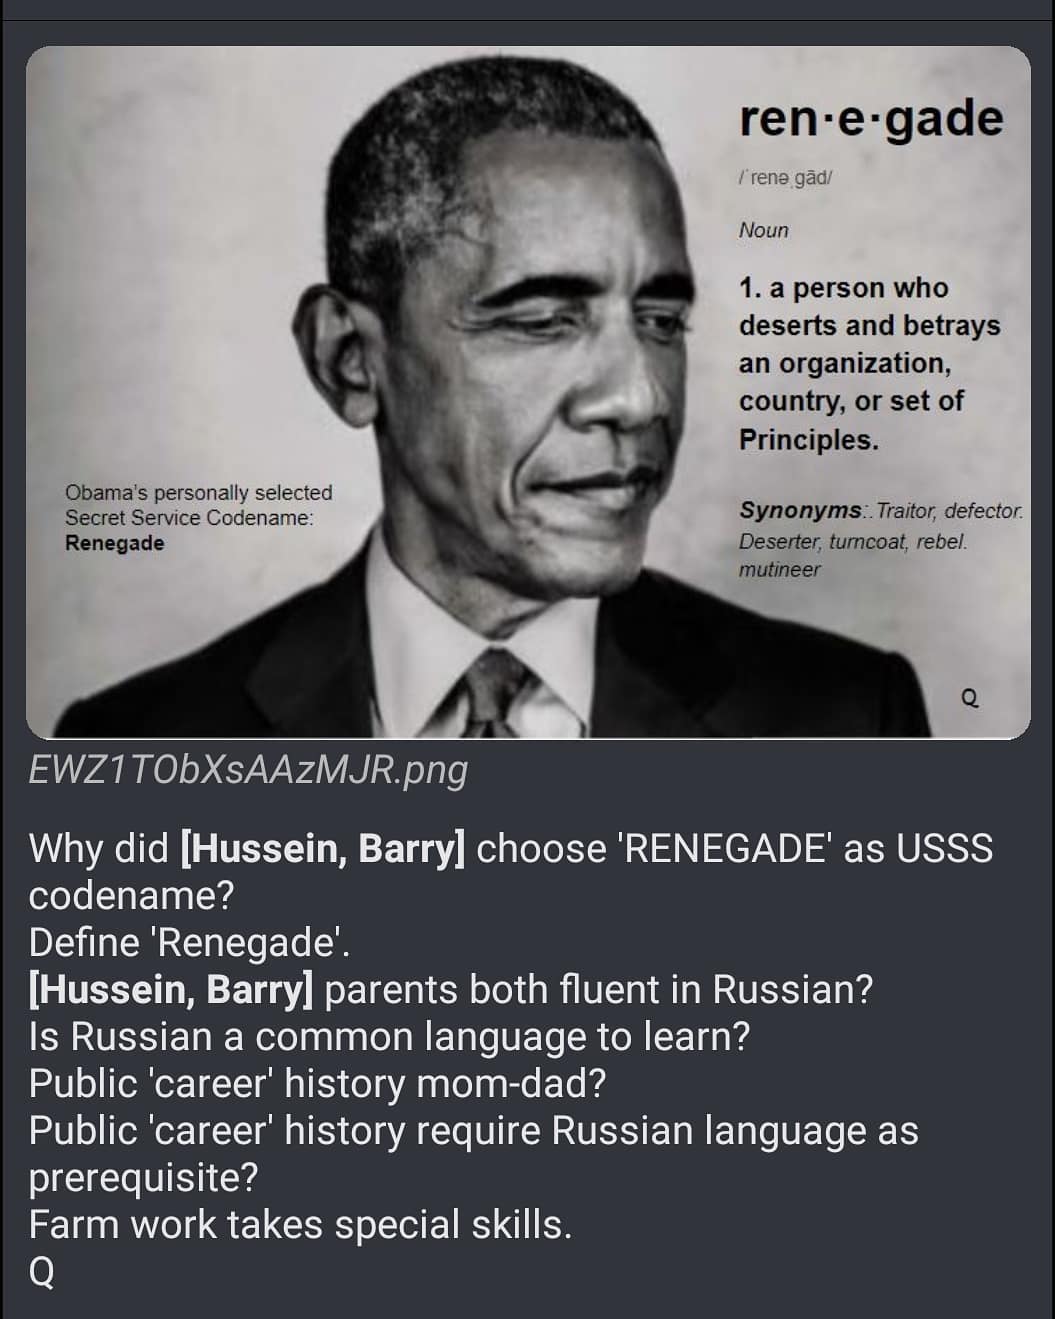 ren·e·gade
/ˈrenəˌgād/
Noun
1. a person who
deserts and betrays
an organization,
country, or set of
Principles.
Synonyms:. Traitor, defector.
Deserter, turncoat, rebel.
mutineer
Obama's personally selected
Secret Service Codename:
Renegade
Q
EWZ1TObXsAAzMJR.png
Why did [Hussein, Barry] choose 'RENEGADE' as USSS
codename?
Define 'Renegade'.
[Hussein, Barry] parents both fluent in Russian?
Is Russian a common language to learn?
Public 'career' history mom-dad?
Public 'career' history require Russian language as
prerequisite?
Farm work takes special skills.
Q